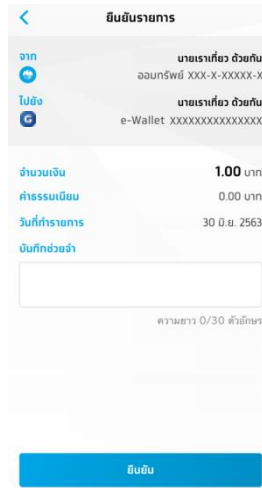 ยืนยันรายการ
จาก นายเราเที่ยว ด้วยกัน
ออมทรัพย์ XXX-X-XXXXX-X
ไปยัง นายเราเที่ยว ด้วยกัน
G e-Wallet XXXXXXXXXXXXXXX
จำนวนเงิน 1.00 บาท
ค่าธรรมเนียม 0.00 บาท
วันที่ทำรายการ 30 มิ.ย. 2563
บันทึกช่วยจำ
ความยาว 0/30 ตัวอักษร
ยืนยัน